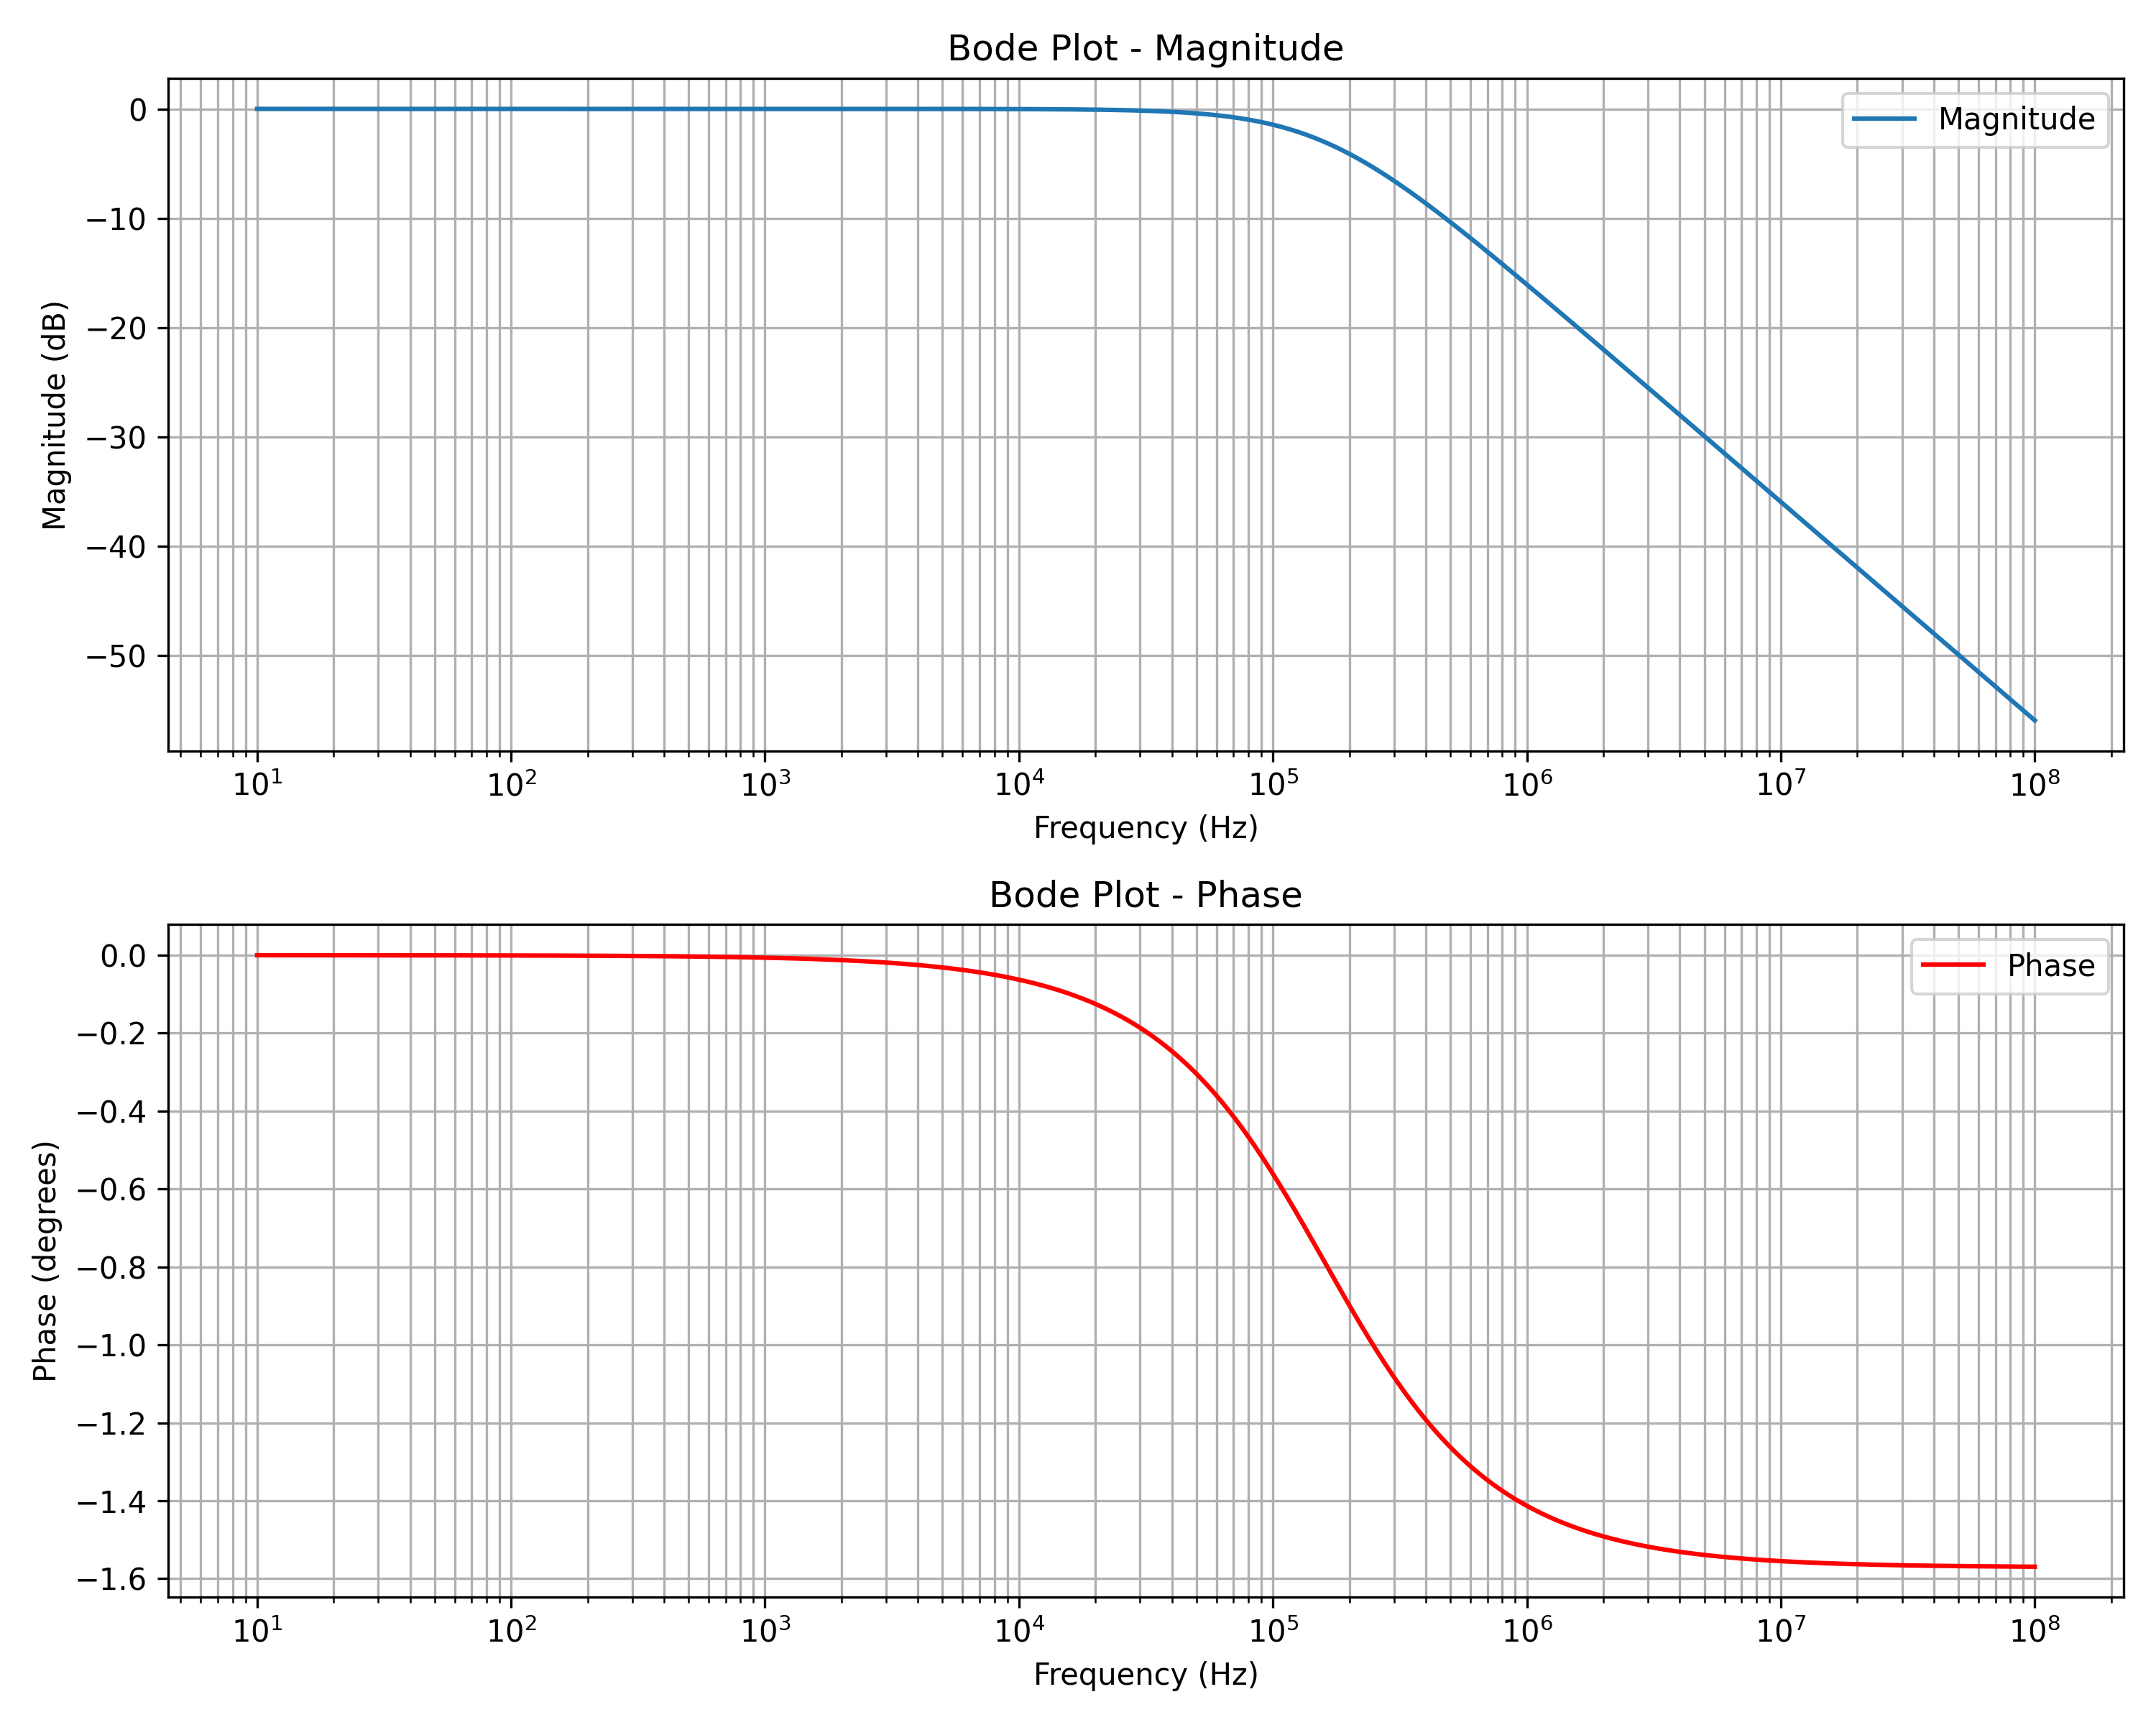 Bode Plot - Magnitude
Magnitude (dB)
0
−10
−20
−30
−40
−50
Magnitude
10¹ 10² 10³ 10⁴ 10⁵ 10⁶ 10⁷ 10⁸
Frequency (Hz)
Bode Plot - Phase
Phase (degrees)
0.0
−0.2
−0.4
−0.6
−0.8
−1.0
−1.2
−1.4
−1.6
Phase
10¹ 10² 10³ 10⁴ 10⁵ 10⁶ 10⁷ 10⁸
Frequency (Hz)